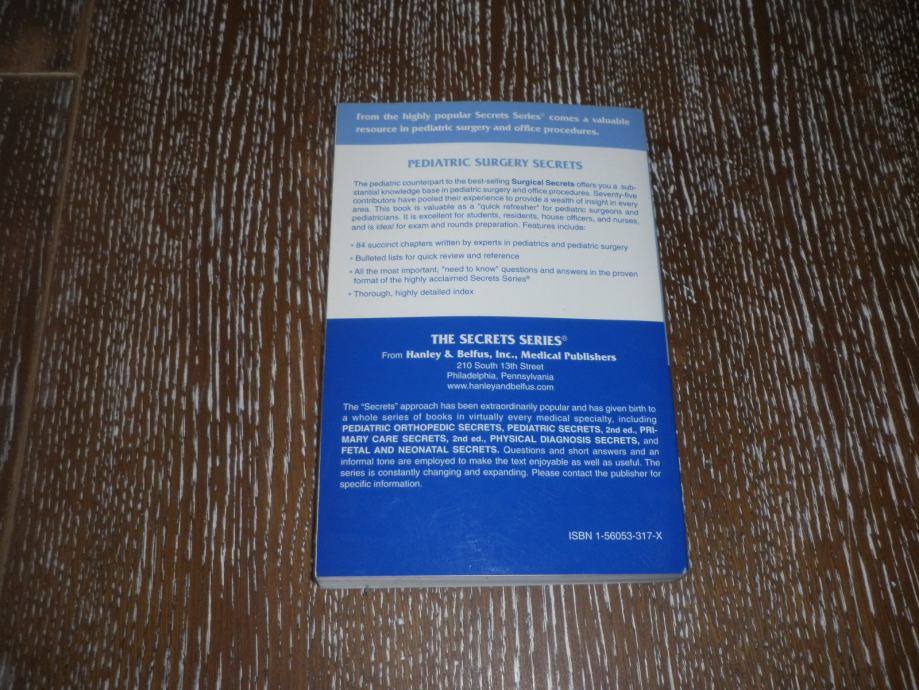 from the highly popular Secrets Series® comes a valuable
resource in pediatric surgery and office procedures.
PEDIATRIC SURGERY SECRETS
The pediatric counterpart to the best-selling Surgical Secrets offers you a sub-
stantial knowledge base in pediatric surgery and office procedures. Seventy-five
contributors have pooled their experience to provide a wealth of insight in every
area. This book is valuable as a "quick refresher" for pediatric surgeons and
pediatricians. It is excellent for students, residents, house officers, and nurses,
and is ideal for exam and rounds preparation. Features include:
• 84 succinct chapters written by experts in pediatrics and pediatric surgery
• Bulleted lists for quick review and reference
• All the most important, "need to know" questions and answers in the proven
format of the highly acclaimed Secrets Series®
• Thorough, highly detailed index
THE SECRETS SERIES®
From Hanley & Belfus, Inc., Medical Publishers
210 South 13th Street
Philadelphia, Pennsylvania
www.hanleyandbelfus.com
The "Secrets" approach has been extraordinarily popular and has given birth to
a whole series of books in virtually every medical specialty, including
PEDIATRIC ORTHOPEDIC SECRETS, PEDIATRIC SECRETS, 2nd ed., PRI-
MARY CARE SECRETS, 2nd ed., PHYSICAL DIAGNOSIS SECRETS, and
FETAL AND NEONATAL SECRETS. Questions and short answers and an
informal tone are employed to make the text enjoyable as well as useful. The
series is constantly changing and expanding. Please contact the publisher for
specific information.
ISBN 1-56053-317-X